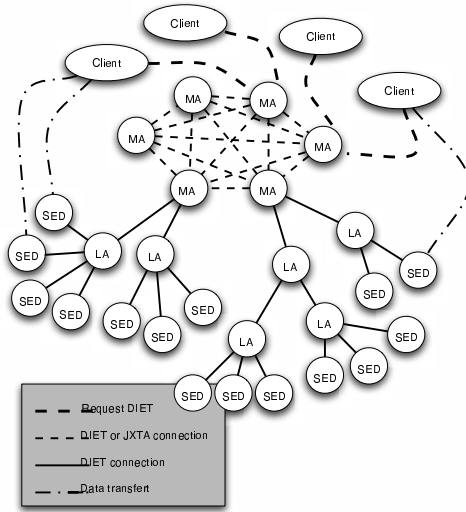 Client
Client
Client
Client
MA
MA
MA
MA
MA
MA
SED
LA
SED
LA
LA
SED
LA
SED
SED
SED
SED
SED
SED
SED
LA
LA
SED
SED
SED
SED
SED
SED
Request DIET
DIET or JXTA connection
DIET connection
Data transfert